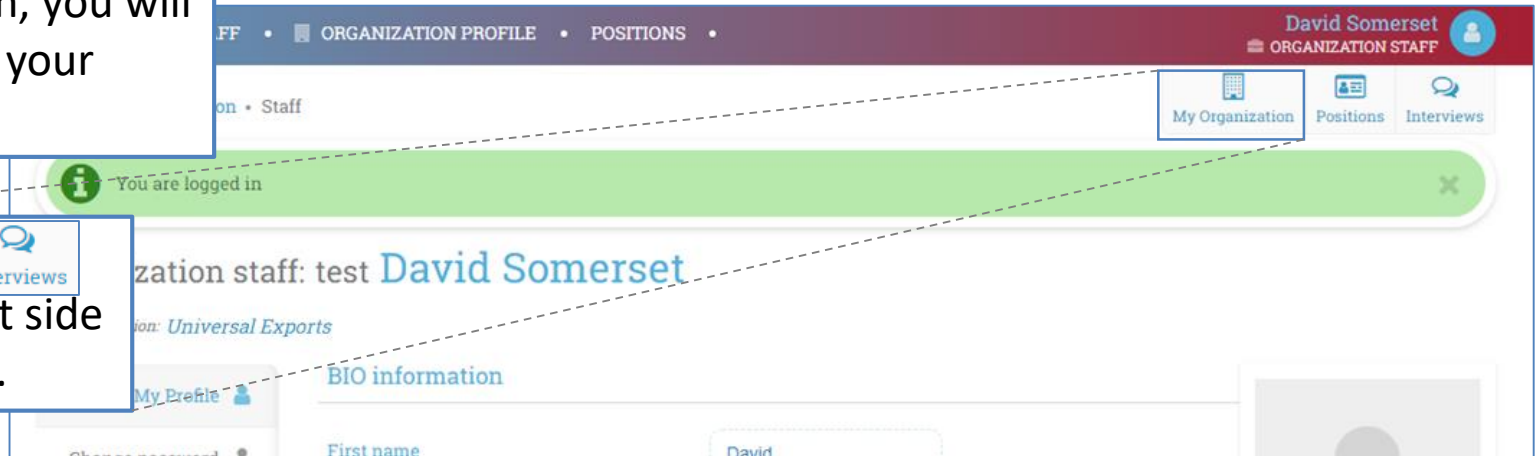 n, you will
your
FF • ORGANIZATION PROFILE • POSITIONS •
David Somerset
ORGANIZATION STAFF
on • Staff
My Organization Positions Interviews
You are logged in
erviews
t side
.
zation staff: test David Somerset
ion: Universal Exports
My Profile
BIO information
Change password
First name
David